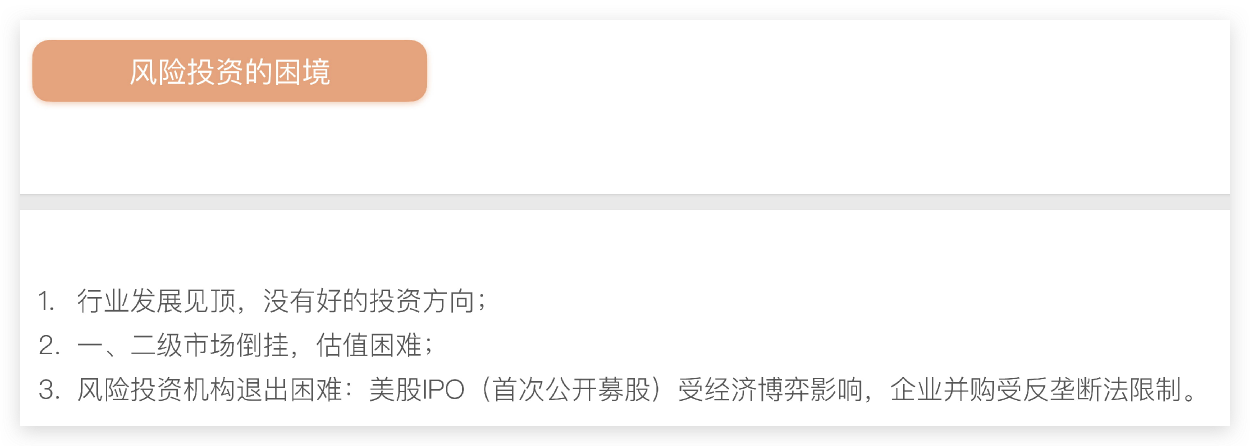 风险投资的困境
1. 行业发展见顶，没有好的投资方向；
2. 一、二级市场倒挂，估值困难；
3. 风险投资机构退出困难：美股IPO（首次公开募股）受经济博弈影响，企业并购受反垄断法限制。